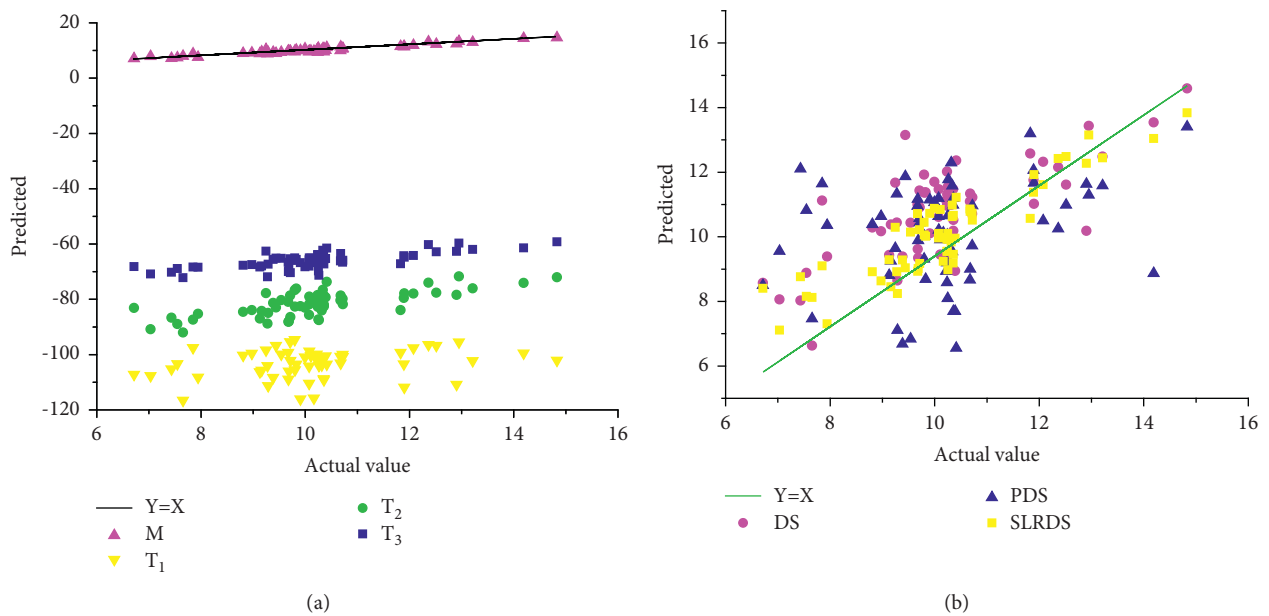 20
0
-20
-40
-60
-80
-100
-120
Predicted
6 8 10 12 14 16
Actual value
Y=X
M
T₁
T₂
T₃
(a)
16
14
12
10
8
6
Predicted
6 8 10 12 14 16
Actual value
Y=X
DS
PDS
SLRDS
(b)